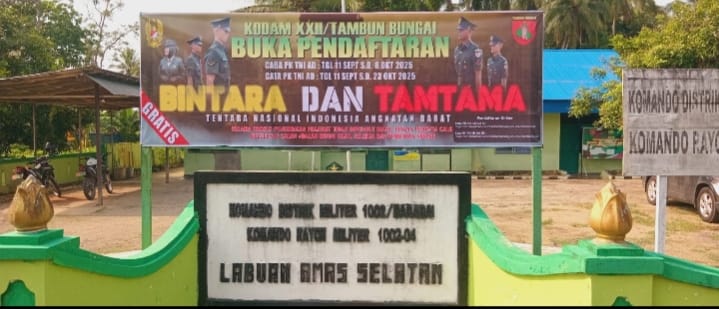 KODAM XXII/TAMBUN BUNGAI
BUKA PENDAFTARAN
CABA PK TNI AD : TGL 11 SEPT S.D. 8 OKT 2025
CATA PK TNI AD : TGL 11 SEPT S.D. 23 OKT 2025
BINTARA DAN TAMTAMA
TENTARA NASIONAL INDONESIA ANGKATAN DARAT
GRATIS
KOMANDO DISTRI
KOMANDO RAYO
KOMANDO DISTRIK MILITER 1002/BARABAI
KOMANDO RAYON MILITER 1002-04
LABUAN AMAS SELATAN